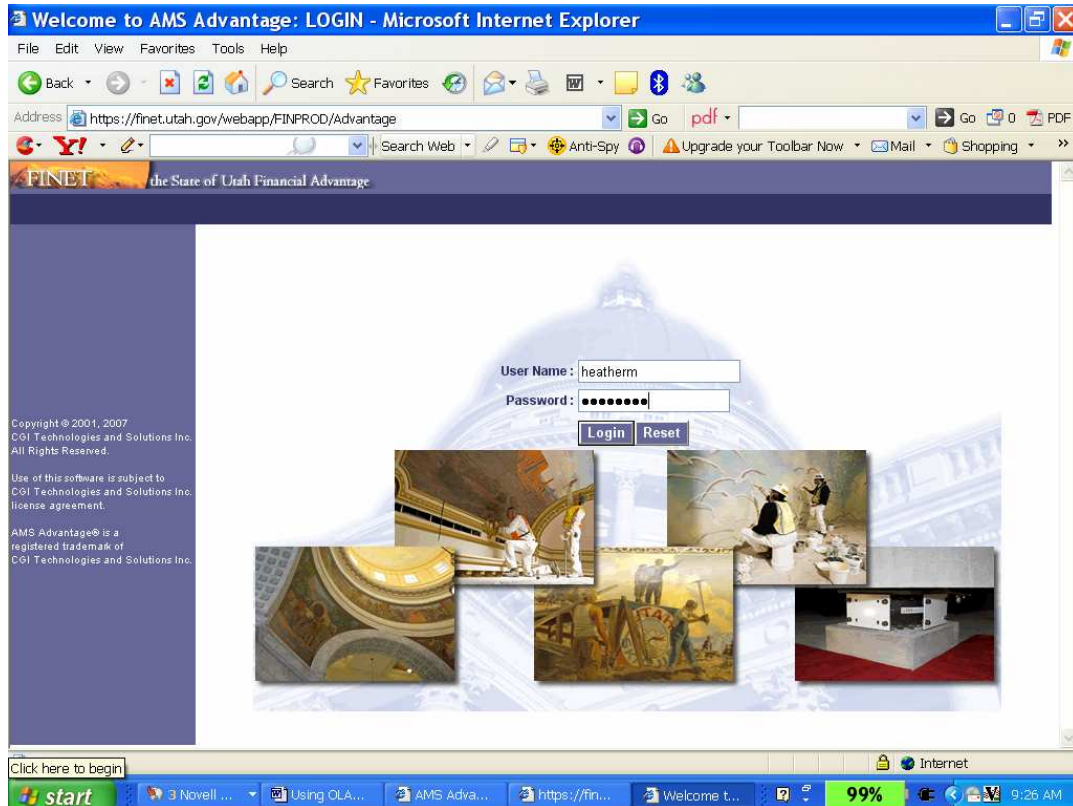 Welcome to AMS Advantage: LOGIN - Microsoft Internet Explorer
File Edit View Favorites Tools Help
Back Search Favorites
Address https://finet.utah.gov/webapp/FINPROD/Advantage Go pdf Go 0 PDF
Y! Search Web Anti-Spy Upgrade your Toolbar Now Mail Shopping »
FINET the State of Utah Financial Advantage
User Name : heatherm
Password : ••••••••
Login Reset
Copyright © 2001, 2007
CGI Technologies and Solutions Inc.
All Rights Reserved.
Use of this software is subject to
CGI Technologies and Solutions Inc.
license agreement.
AMS Advantage® is a
registered trademark of
CGI Technologies and Solutions Inc.
UTAH
Click here to begin
Internet
start 3 Novell ... Using OLA... AMS Adva... https://fin... Welcome t... 99% 9:26 AM